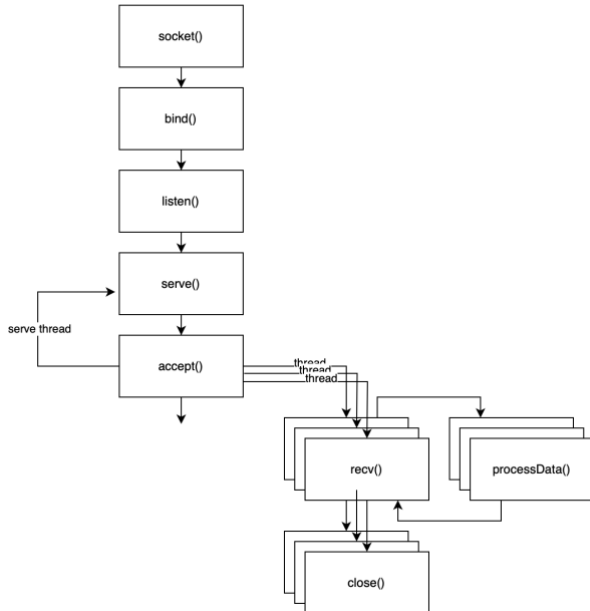 socket()
bind()
listen()
serve()
serve thread
accept()
thread
thread
thread
recv()
processData()
close()